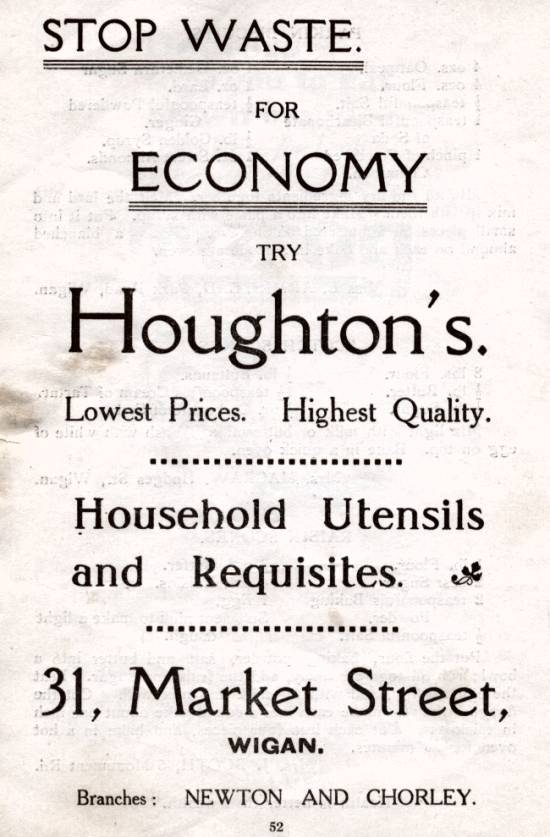 STOP WASTE.
FOR
ECONOMY
TRY
Houghton's.
Lowest Prices. Highest Quality.
Household Utensils
and Requisites.
31, Market Street,
WIGAN.
Branches: NEWTON AND CHORLEY.
52